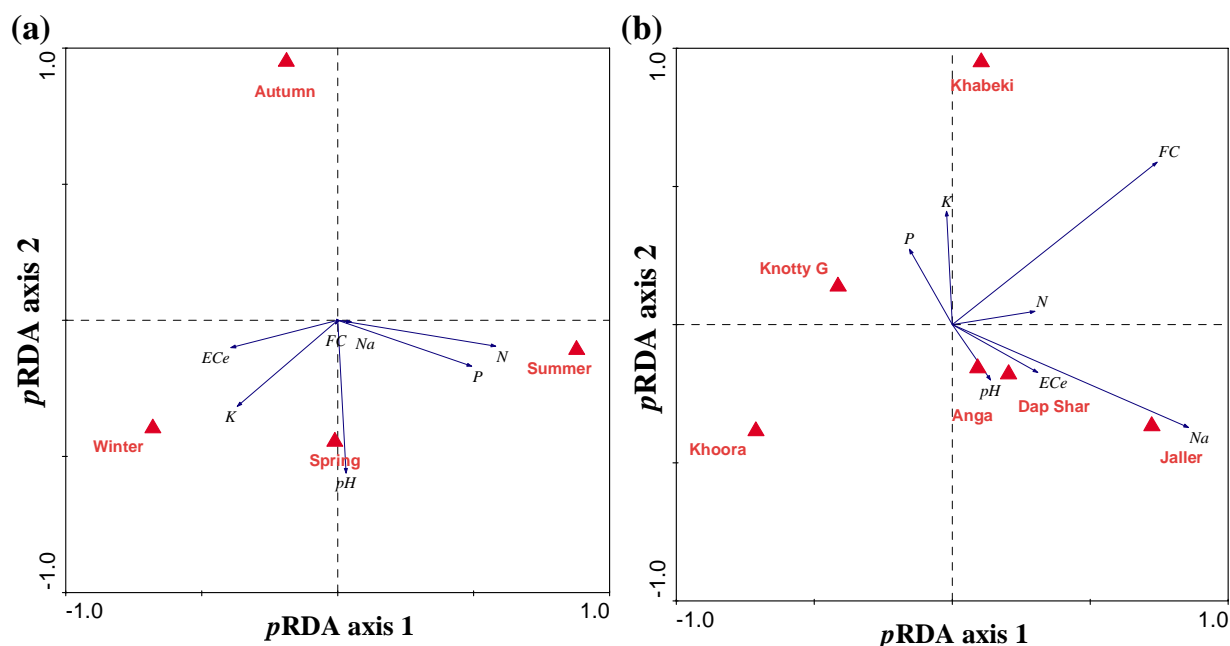 (a)
1.0
Autumn
pRDA axis 2
ECe
FC
Na
N
P
K
Summer
Winter
Spring
pH
-1.0
-1.0
1.0
pRDA axis 1
(b)
1.0
Khabeki
FC
K
P
Knotty G
N
pRDA axis 2
pH
ECe
Anga
Dap Shar
Khoora
Na
Jaller
-1.0
-1.0
1.0
pRDA axis 1